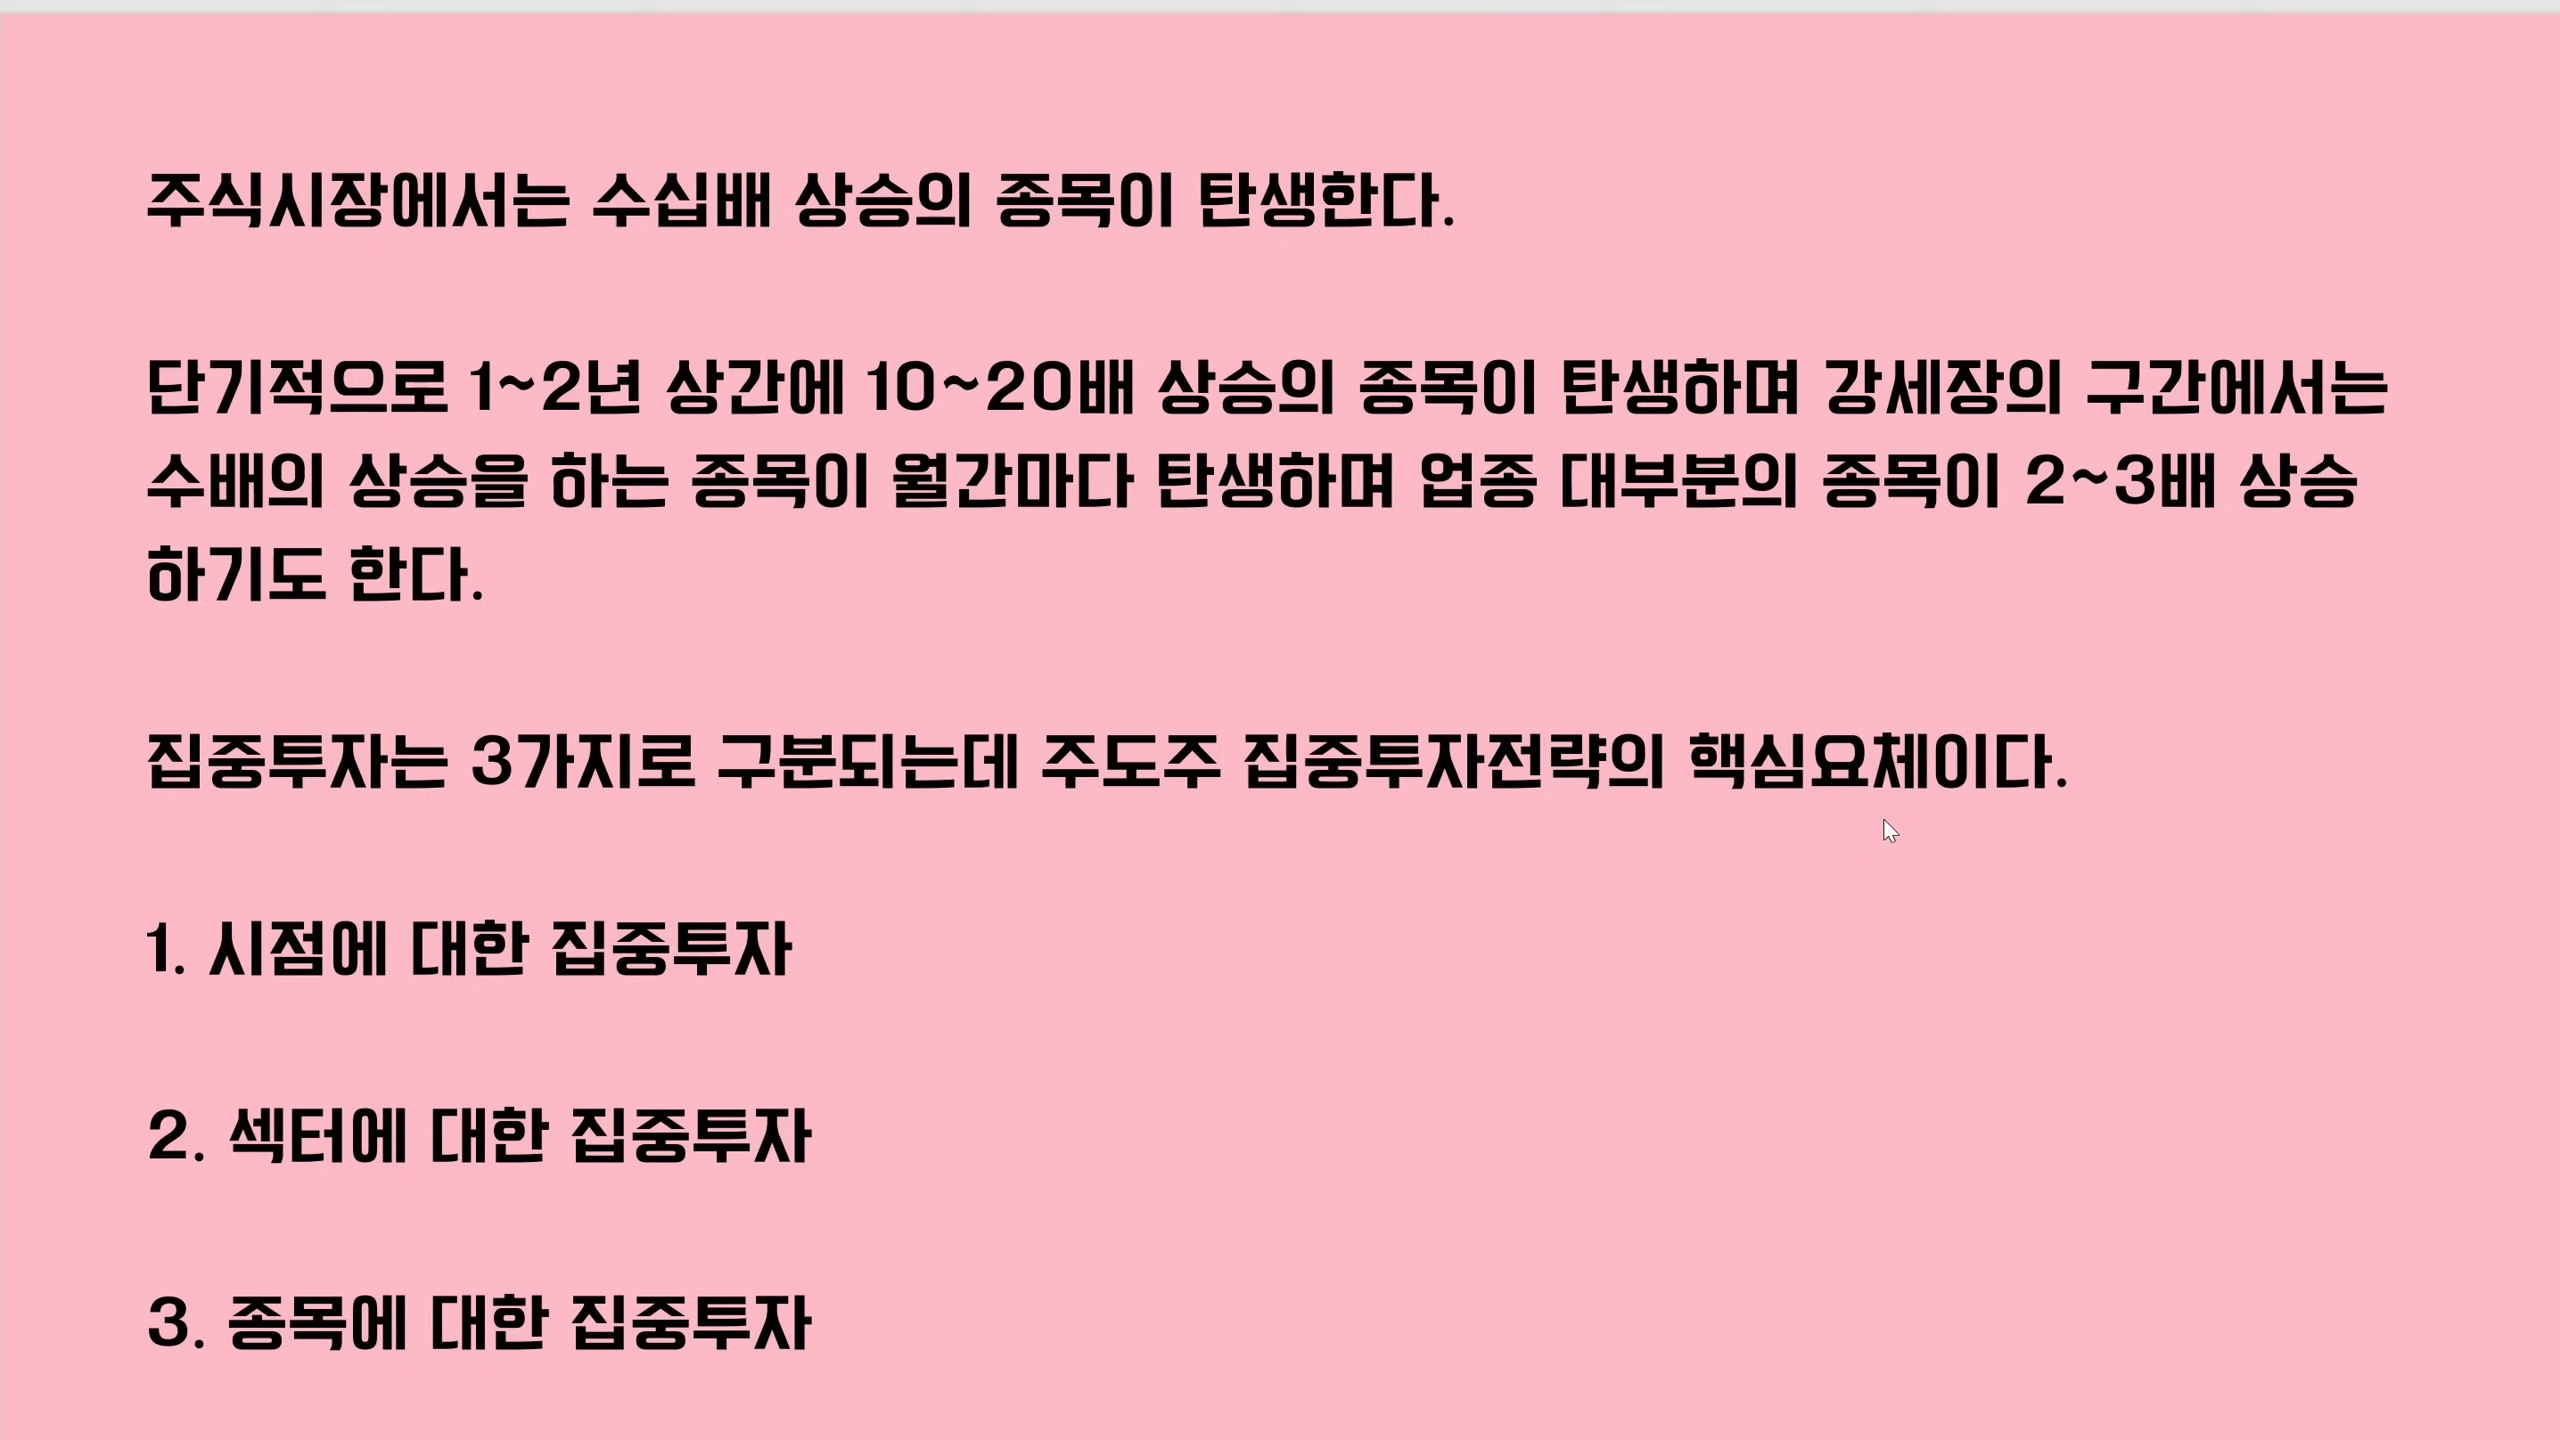 주식시장에서는 수십배 상승의 종목이 탄생한다.
단기적으로 1~2년 상간에 10~20배 상승의 종목이 탄생하며 강세장의 구간에서는
수배의 상승을 하는 종목이 월간마다 탄생하며 업종 대부분의 종목이 2~3배 상승
하기도 한다.
집중투자는 3가지로 구분되는데 주도주 집중투자전략의 핵심요체이다.
1. 시점에 대한 집중투자
2. 섹터에 대한 집중투자
3. 종목에 대한 집중투자